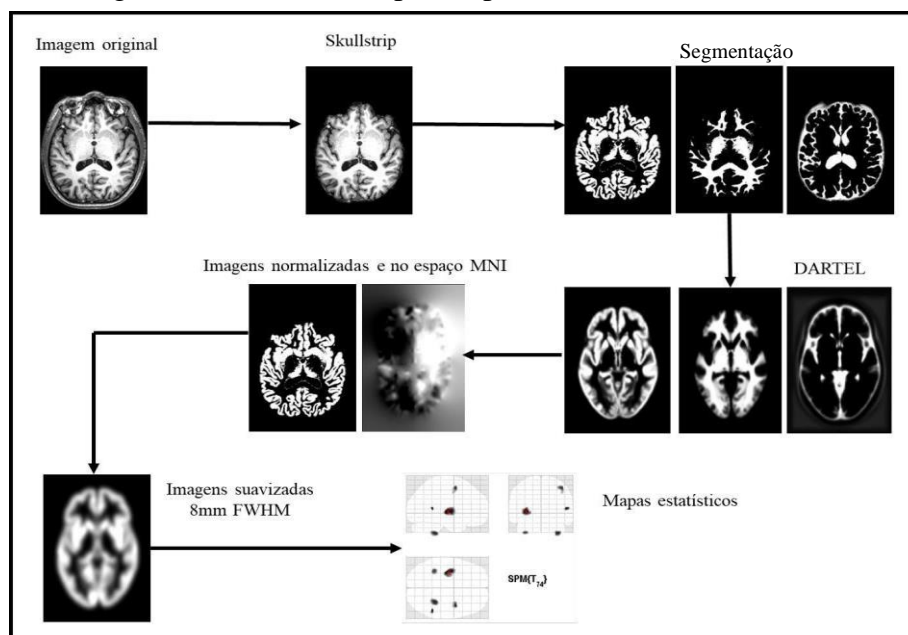 Imagem original
Skullstrip
Segmentação
Imagens normalizadas e no espaço MNI
DARTEL
Imagens suavizadas
8mm FWHM
Mapas estatísticos
SPM{T74}